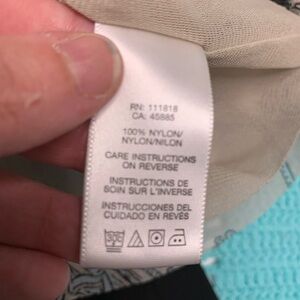 RN: 111818
CA: 45885
100% NYLON/
NYLON/NILON
CARE INSTRUCTIONS
ON REVERSE
INSTRUCTIONS DE
SOIN SUR L'INVERSE
INSTRUCCIONES DEL
CUIDADO EN REVÉS